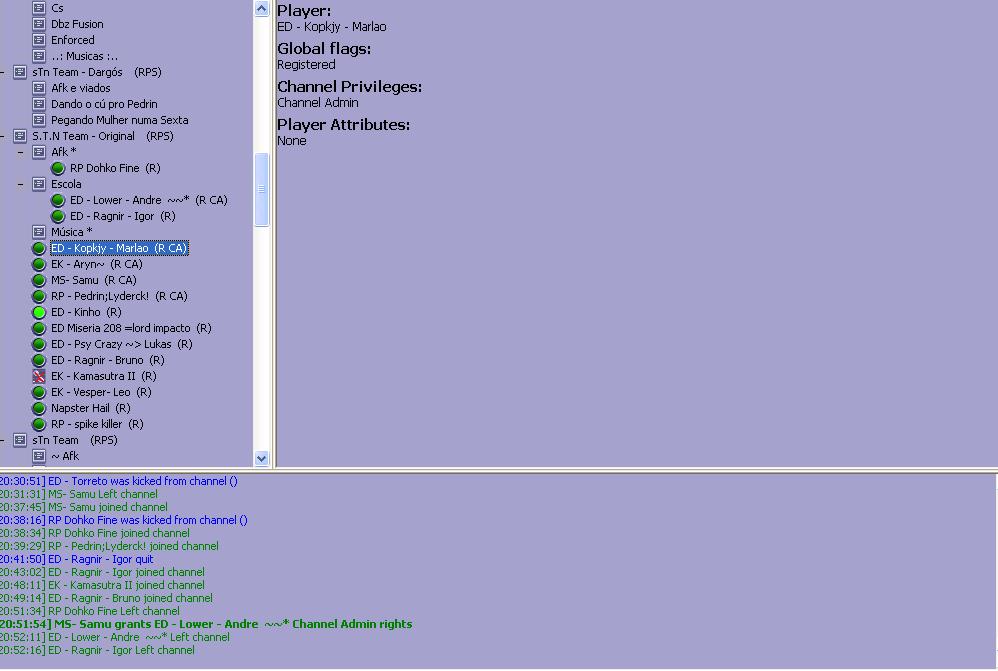 Cs
Dbz Fusion
Enforced
..: Musicas :..
sTn Team - Dargós (RPS)
Afk e viados
Dando o cú pro Pedrin
Pegando Mulher numa Sexta
S.T.N Team - Original (RPS)
Afk *
RP Dohko Fine (R)
Escola
ED - Lower - Andre ~~* (R CA)
ED - Ragnir - Igor (R)
Música *
ED - Kopkjy - Marlao (R CA)
EK - Aryn~ (R CA)
MS- Samu (R CA)
RP - Pedrin;Lyderck! (R CA)
ED - Kinho (R)
ED Miseria 208 =lord impacto (R)
ED - Psy Crazy ~> Lukas (R)
ED - Ragnir - Bruno (R)
EK - Kamasutra II (R)
EK - Vesper- Leo (R)
Napster Hail (R)
RP - spike killer (R)
sTn Team (RPS)
~ Afk
Player:
ED - Kopkjy - Marlao
Global flags:
Registered
Channel Privileges:
Channel Admin
Player Attributes:
None
20:30:51] ED - Torreto was kicked from channel ()
20:31:31] MS- Samu Left channel
20:37:45] MS- Samu joined channel
20:38:16] RP Dohko Fine was kicked from channel ()
20:38:34] RP Dohko Fine joined channel
20:39:29] RP - Pedrin;Lyderck! joined channel
20:41:50] ED - Ragnir - Igor quit
20:43:02] ED - Ragnir - Igor joined channel
20:48:11] EK - Kamasutra II joined channel
20:49:14] ED - Ragnir - Bruno joined channel
20:51:34] RP Dohko Fine Left channel
20:51:54] MS- Samu grants ED - Lower - Andre ~~* Channel Admin rights
20:52:11] ED - Lower - Andre ~~* Left channel
20:52:16] ED - Ragnir - Igor Left channel